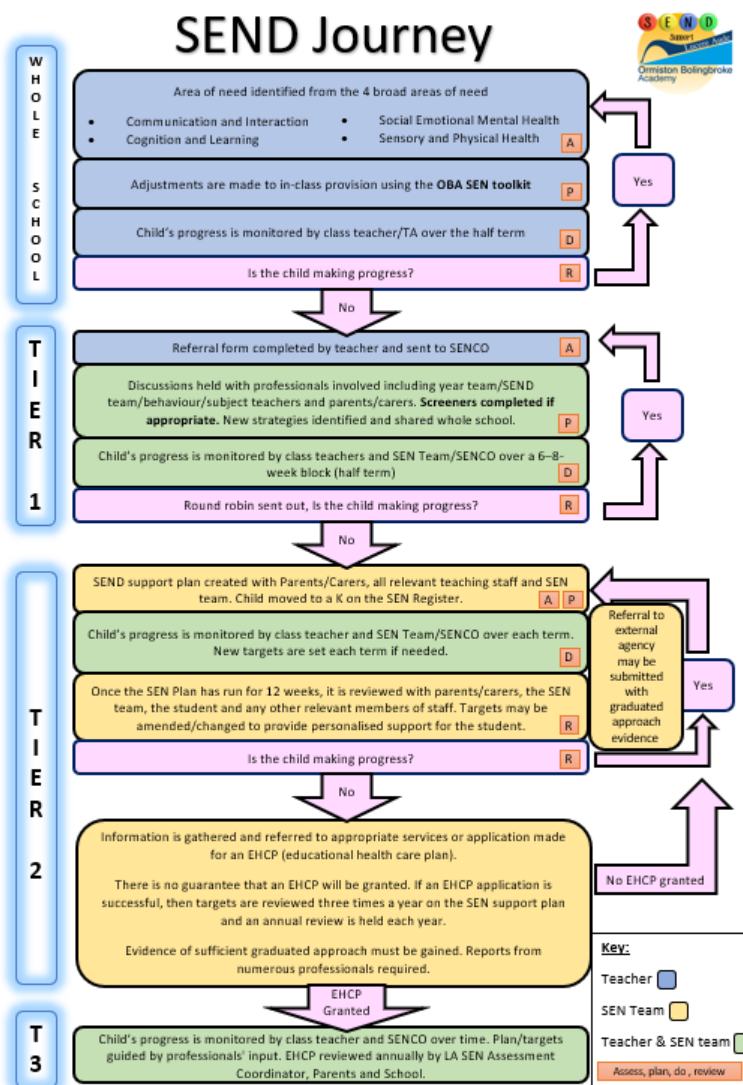 SEND Journey
S E N D
Support
Ormiston Bolingbroke
Academy
WHOLE SCHOOL
Area of need identified from the 4 broad areas of need
• Communication and Interaction
• Cognition and Learning
• Social Emotional Mental Health
• Sensory and Physical Health
A
Adjustments are made to in-class provision using the OBA SEN toolkit
P
Child's progress is monitored by class teacher/TA over the half term
D
Is the child making progress?
R
Yes
No
TIER 1
Referral form completed by teacher and sent to SENCO
A
Discussions held with professionals involved including year team/SEND
team/behaviour/subject teachers and parents/carers. Screeners completed if
appropriate. New strategies identified and shared whole school.
P
Child's progress is monitored by class teachers and SEN Team/SENCO over a 6–8-
week block (half term)
D
Round robin sent out, Is the child making progress?
R
Yes
No
TIER 2
SEND support plan created with Parents/Carers, all relevant teaching staff and SEN
team. Child moved to a K on the SEN Register.
A P
Child's progress is monitored by class teacher and SEN Team/SENCO over each term.
New targets are set each term if needed.
D
Once the SEN Plan has run for 12 weeks, it is reviewed with parents/carers, the SEN
team, the student and any other relevant members of staff. Targets may be
amended/changed to provide personalised support for the student.
R
Is the child making progress?
R
Referral to
external
agency
may be
submitted
with
graduated
approach
evidence
Yes
No
Information is gathered and referred to appropriate services or application made
for an EHCP (educational health care plan).
There is no guarantee that an EHCP will be granted. If an EHCP application is
successful, then targets are reviewed three times a year on the SEN support plan
and an annual review is held each year.
Evidence of sufficient graduated approach must be gained. Reports from
numerous professionals required.
No EHCP granted
EHCP
Granted
T3
Child's progress is monitored by class teacher and SENCO over time. Plan/targets
guided by professionals' input. EHCP reviewed annually by LA SEN Assessment
Coordinator, Parents and School.
Key:
Teacher
SEN Team
Teacher & SEN team
Assess, plan, do , review